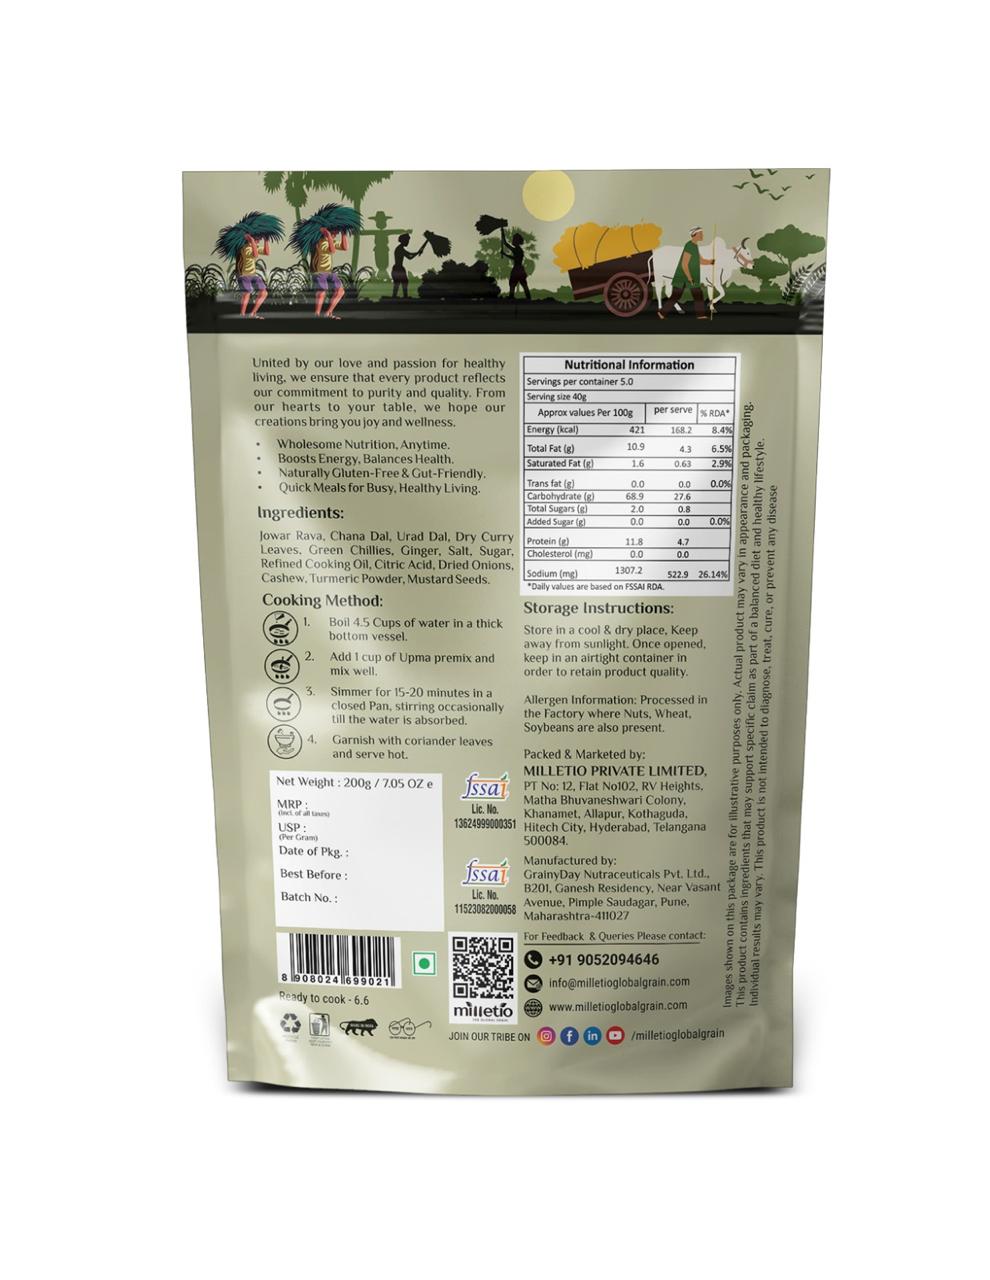 United by our love and passion for healthy
living, we ensure that every product reflects
our commitment to purity and quality. From
our hearts to your table, we hope our
creations bring you joy and wellness.
• Wholesome Nutrition, Anytime.
• Boosts Energy, Balances Health.
• Naturally Gluten-Free & Gut-Friendly.
• Quick Meals for Busy, Healthy Living.
Ingredients:
Jowar Rava, Chana Dal, Urad Dal, Dry Curry
Leaves, Green Chillies, Ginger, Salt, Sugar,
Refined Cooking Oil, Citric Acid, Dried Onions,
Cashew, Turmeric Powder, Mustard Seeds.
Cooking Method:
1. Boil 4.5 Cups of water in a thick
bottom vessel.
2. Add 1 cup of Upma premix and
mix well.
3. Simmer for 15-20 minutes in a
closed Pan, stirring occasionally
till the water is absorbed.
4. Garnish with coriander leaves
and serve hot.
Net Weight : 200g / 7.05 OZ e
MRP :
(Incl. of all taxes)
USP :
(Per Gram)
Date of Pkg. :
Best Before :
Batch No. :
fssai
Lic. No.
13624999000351
fssai
Lic. No.
11523082000058
8 908024 699021
Ready to cook - 6.6
Nutritional Information
Servings per container 5.0
Serving size 40g
Approx values Per 100g per serve % RDA*
Energy (kcal) 421 168.2 8.4%
Total Fat (g) 10.9 4.3 6.5%
Saturated Fat (g) 1.6 0.63 2.9%
Trans fat (g) 0.0 0.0 0.0%
Carbohydrate (g) 68.9 27.6
Total Sugars (g) 2.0 0.8
Added Sugar (g) 0.0 0.0 0.0%
Protein (g) 11.8 4.7
Cholesterol (mg) 0.0 0.0
Sodium (mg) 1307.2 522.9 26.14%
*Daily values are based on FSSAI RDA.
Storage Instructions:
Store in a cool & dry place, Keep
away from sunlight. Once opened,
keep in an airtight container in
order to retain product quality.
Allergen Information: Processed in
the Factory where Nuts, Wheat,
Soybeans are also present.
Packed & Marketed by:
MILLETIO PRIVATE LIMITED,
PT No: 12, Flat No102, RV Heights,
Matha Bhuvaneshwari Colony,
Khanamet, Allapur, Kothaguda,
Hitech City, Hyderabad, Telangana
500084.
Manufactured by:
GrainyDay Nutraceuticals Pvt. Ltd.,
B201, Ganesh Residency, Near Vasant
Avenue, Pimple Saudagar, Pune,
Maharashtra-411027
For Feedback & Queries Please contact:
+91 9052094646
info@milletioglobalgrain.com
www.milletioglobalgrain.com
milletio
JOIN OUR TRIBE ON /milletioglobalgrain
Images shown on this package are for illustrative purposes only. Actual product may vary in appearance and packaging.
This product contains ingredients that may support specific claim as part of a balanced diet and healthy lifestyle.
Individual results may vary. This product is not intended to diagnose, treat, cure, or prevent any disease